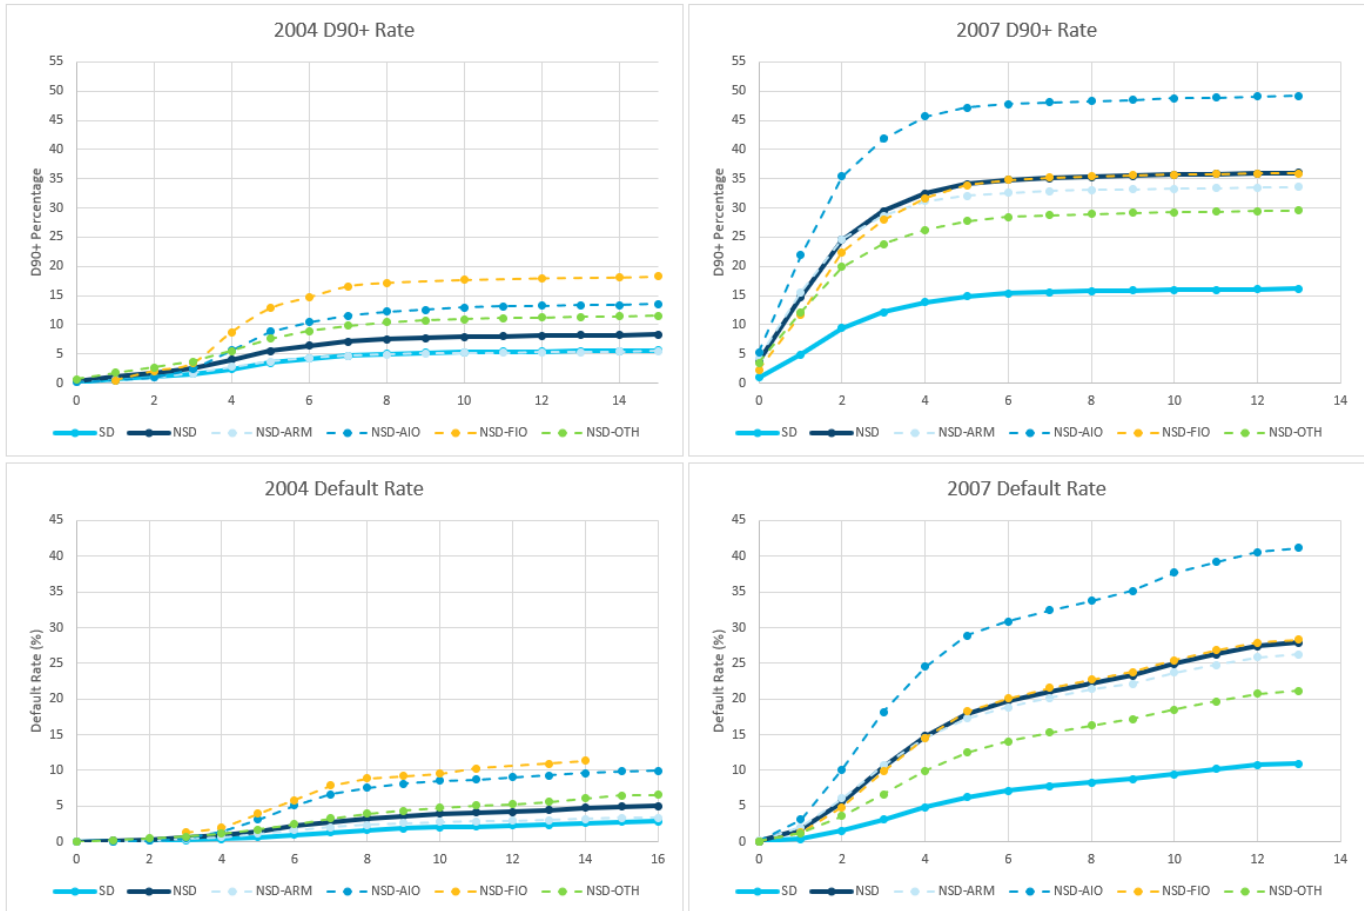 2004 D90+ Rate
D90+ Percentage
55
50
45
40
35
30
25
20
15
10
5
0
0 2 4 6 8 10 12 14
SD NSD NSD-ARM NSD-AIO NSD-FIO NSD-OTH
2007 D90+ Rate
D90+ Percentage
55
50
45
40
35
30
25
20
15
10
5
0
0 2 4 6 8 10 12 14
SD NSD NSD-ARM NSD-AIO NSD-FIO NSD-OTH
2004 Default Rate
Default Rate (%)
45
40
35
30
25
20
15
10
5
0
0 2 4 6 8 10 12 14 16
SD NSD NSD-ARM NSD-AIO NSD-FIO NSD-OTH
2007 Default Rate
Default Rate (%)
45
40
35
30
25
20
15
10
5
0
0 2 4 6 8 10 12 14
SD NSD NSD-ARM NSD-AIO NSD-FIO NSD-OTH